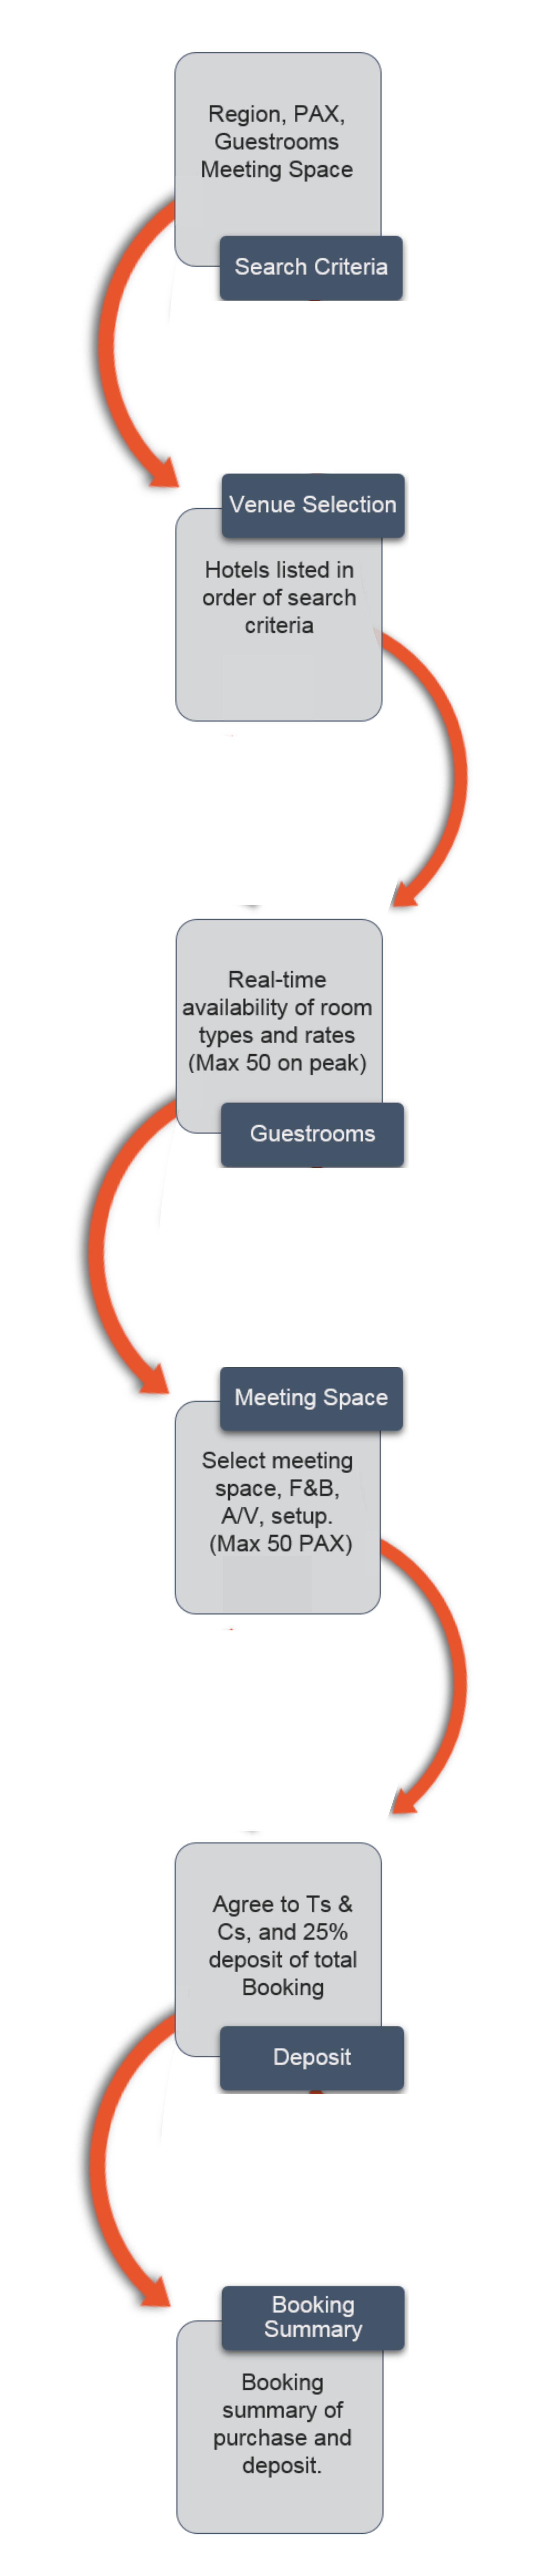 Region, PAX,
Guestrooms
Meeting Space
Search Criteria
Venue Selection
Hotels listed in
order of search
criteria
Real-time
availability of room
types and rates
(Max 50 on peak)
Guestrooms
Meeting Space
Select meeting
space, F&B,
A/V, setup.
(Max 50 PAX)
Agree to Ts &
Cs, and 25%
deposit of total
Booking
Deposit
Booking
Summary
Booking
summary of
purchase and
deposit.